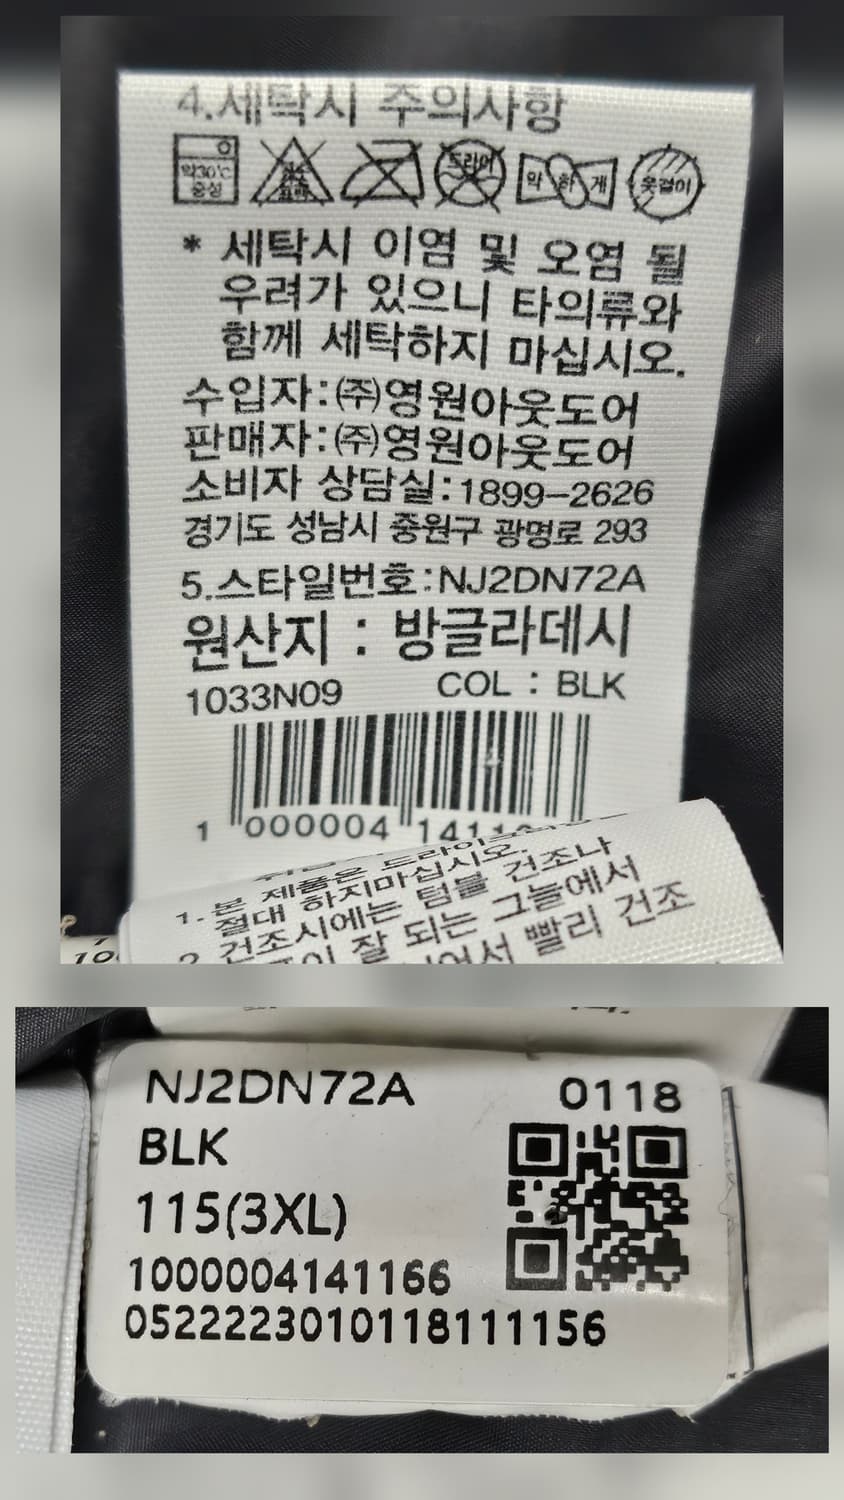 4.세탁시 주의사항
약30℃
중성
드라이
약 하 게
옷걸이
* 세탁시 이염 및 오염 될
우려가 있으니 타의류와
함께 세탁하지 마십시오.
수입자:㈜영원아웃도어
판매자:㈜영원아웃도어
소비자 상담실:1899-2626
경기도 성남시 중원구 광명로 293
5.스타일번호:NJ2DN72A
원산지 : 방글라데시
1033N09 COL : BLK
1 000004
1.본 제품은
절대 하지마십시오.
2 건조시에는 텀블 건조나
잘 되는 그늘에서
빨리 건조
NJ2DN72A 0118
BLK
115(3XL)
1000004141166
0522223010118111156